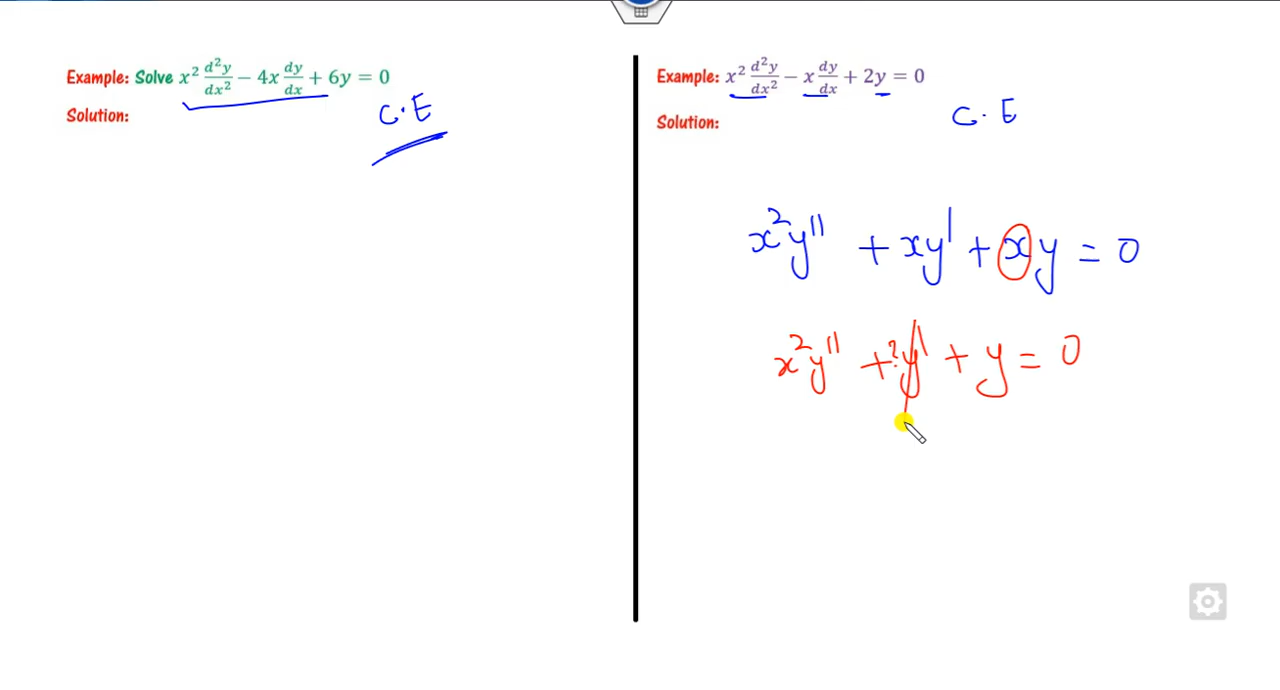 Example: Solve x² d²y/dx² − 4x dy/dx + 6y = 0
C.E
Solution:
Example: x² d²y/dx² − x dy/dx + 2y = 0
C.E
Solution:
x²y'' + xy' + xy = 0
x²y'' + ?y' + y = 0